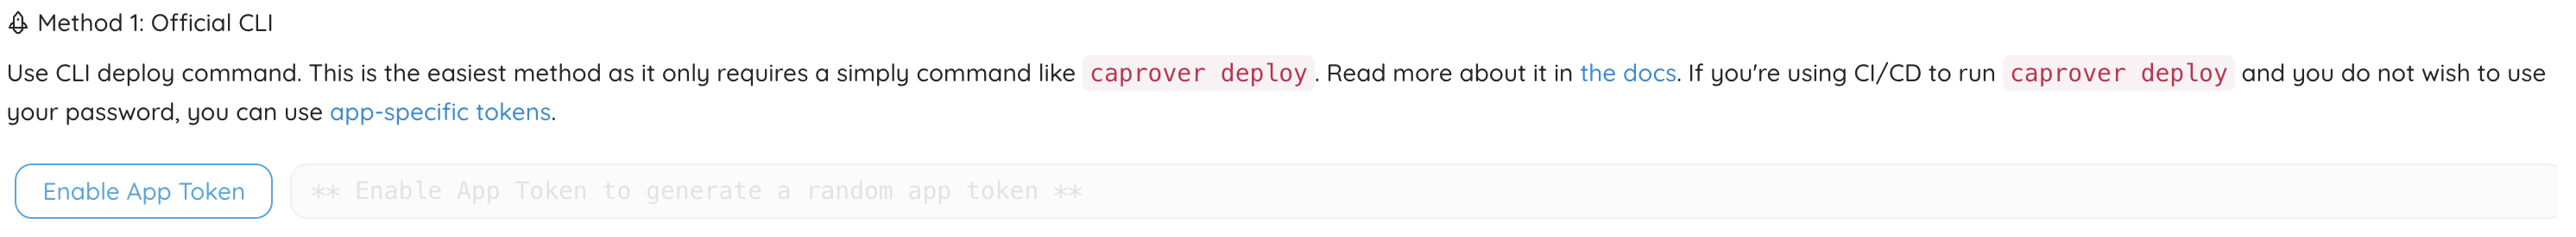 Method 1: Official CLI
Use CLI deploy command. This is the easiest method as it only requires a simply command like caprover deploy. Read more about it in the docs. If you're using CI/CD to run caprover deploy and you do not wish to use
your password, you can use app-specific tokens.
Enable App Token ** Enable App Token to generate a random app token **